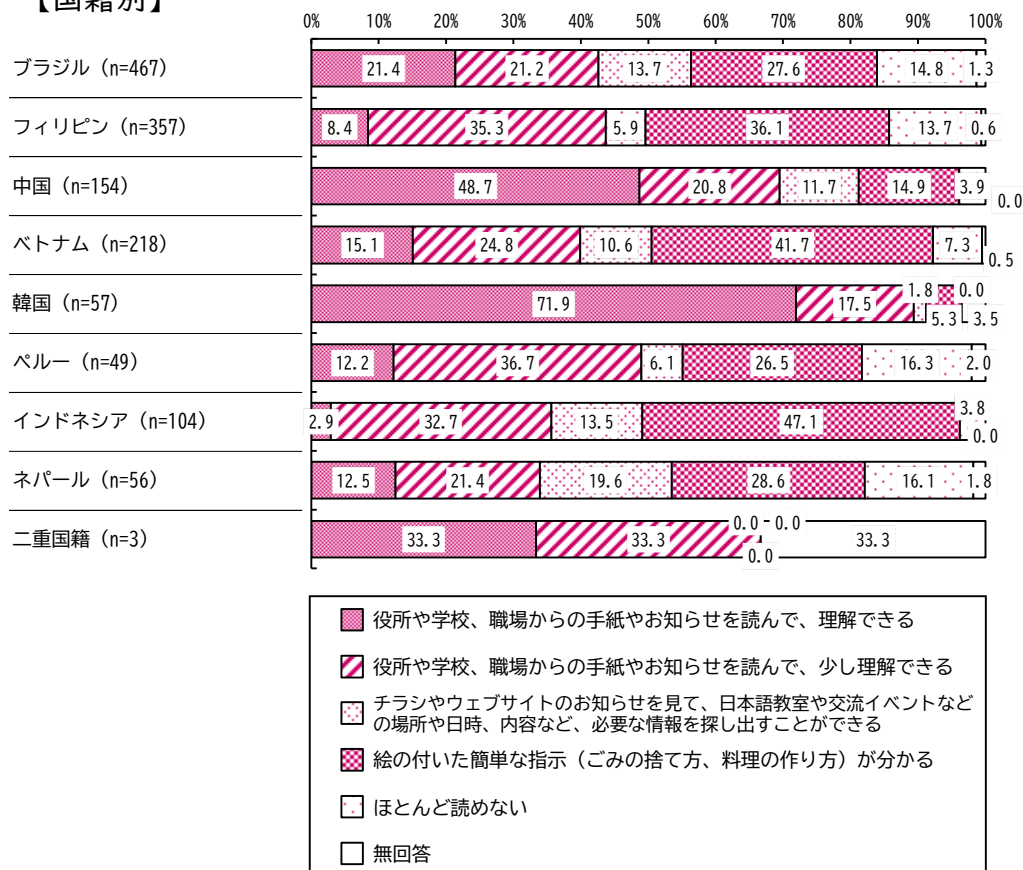 【国籍別】
0% 10% 20% 30% 40% 50% 60% 70% 80% 90% 100%
ブラジル（n=467） 21.4 21.2 13.7 27.6 14.8 1.3
フィリピン（n=357） 8.4 35.3 5.9 36.1 13.7 0.6
中国（n=154） 48.7 20.8 11.7 14.9 3.9 0.0
ベトナム（n=218） 15.1 24.8 10.6 41.7 7.3 0.5
韓国（n=57） 71.9 17.5 1.8 5.3 0.0 3.5
ペルー（n=49） 12.2 36.7 6.1 26.5 16.3 2.0
インドネシア（n=104） 2.9 32.7 13.5 47.1 3.8 0.0
ネパール（n=56） 12.5 21.4 19.6 28.6 16.1 1.8
二重国籍（n=3） 33.3 33.3 0.0 0.0 0.0 33.3
役所や学校、職場からの手紙やお知らせを読んで、理解できる
役所や学校、職場からの手紙やお知らせを読んで、少し理解できる
チラシやウェブサイトのお知らせを見て、日本語教室や交流イベントなど
の場所や日時、内容など、必要な情報を探し出すことができる
絵の付いた簡単な指示（ごみの捨て方、料理の作り方）が分かる
ほとんど読めない
無回答